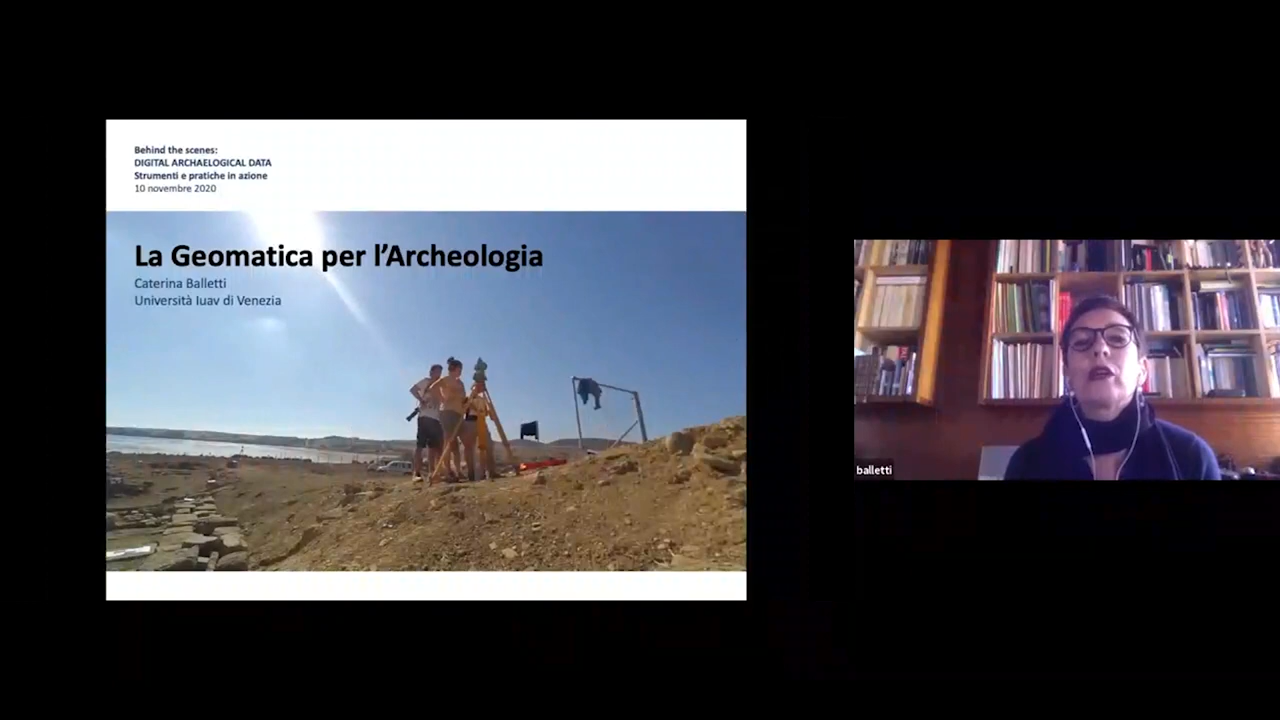 Behind the scenes:
DIGITAL ARCHAELOGICAL DATA
Strumenti e pratiche in azione
10 novembre 2020
La Geomatica per l’Archeologia
Caterina Balletti
Università Iuav di Venezia
balletti